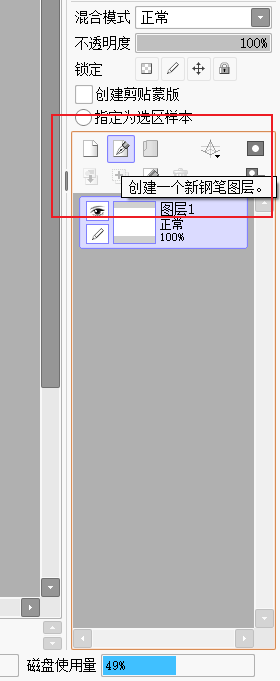 混合模式 正常
不透明度 100%
锁定
创建剪贴蒙版
指定为选区样本
创建一个新钢笔图层。
图层1
正常
100%
磁盘使用量 49%